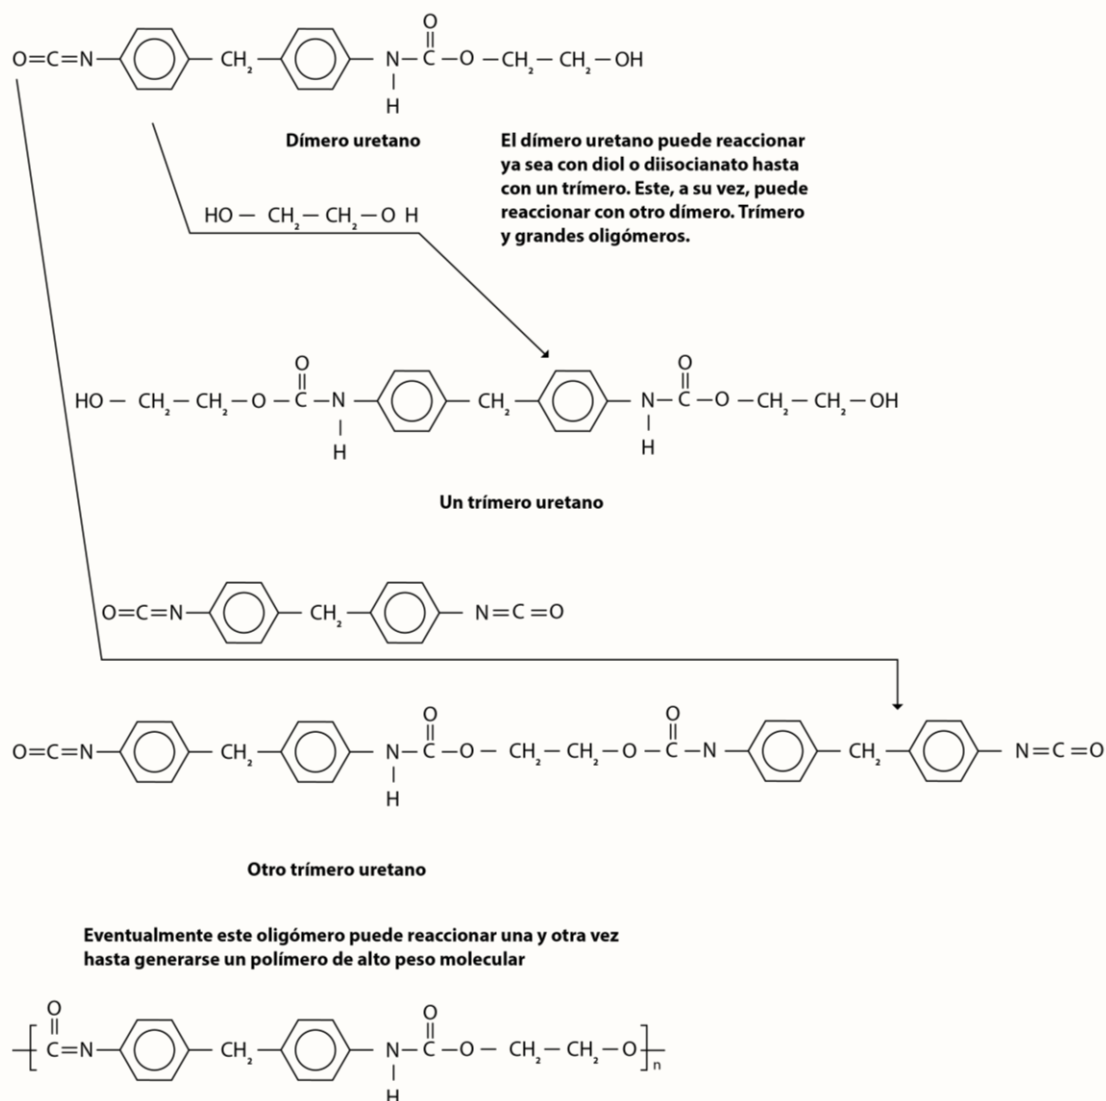 O
O=C=N CH2 N–C–O–CH2–CH2–OH
H
Dímero uretano
El dímero uretano puede reaccionar
ya sea con diol o diisocianato hasta
con un trímero. Este, a su vez, puede
reaccionar con otro dímero. Trímero
y grandes oligómeros.
HO – CH2–CH2–O H
O O
HO – CH2–CH2–O–C–N CH2 N–C–O–CH2–CH2–OH
H H
Un trímero uretano
O=C=N CH2 N=C=O
O O
O=C=N CH2 N–C–O– CH2–CH2–O–C–N CH2 N=C=O
H
Otro trímero uretano
Eventualmente este oligómero puede reaccionar una y otra vez
hasta generarse un polímero de alto peso molecular
O O
[C=N CH2 N–C–O– CH2–CH2–O]n
H